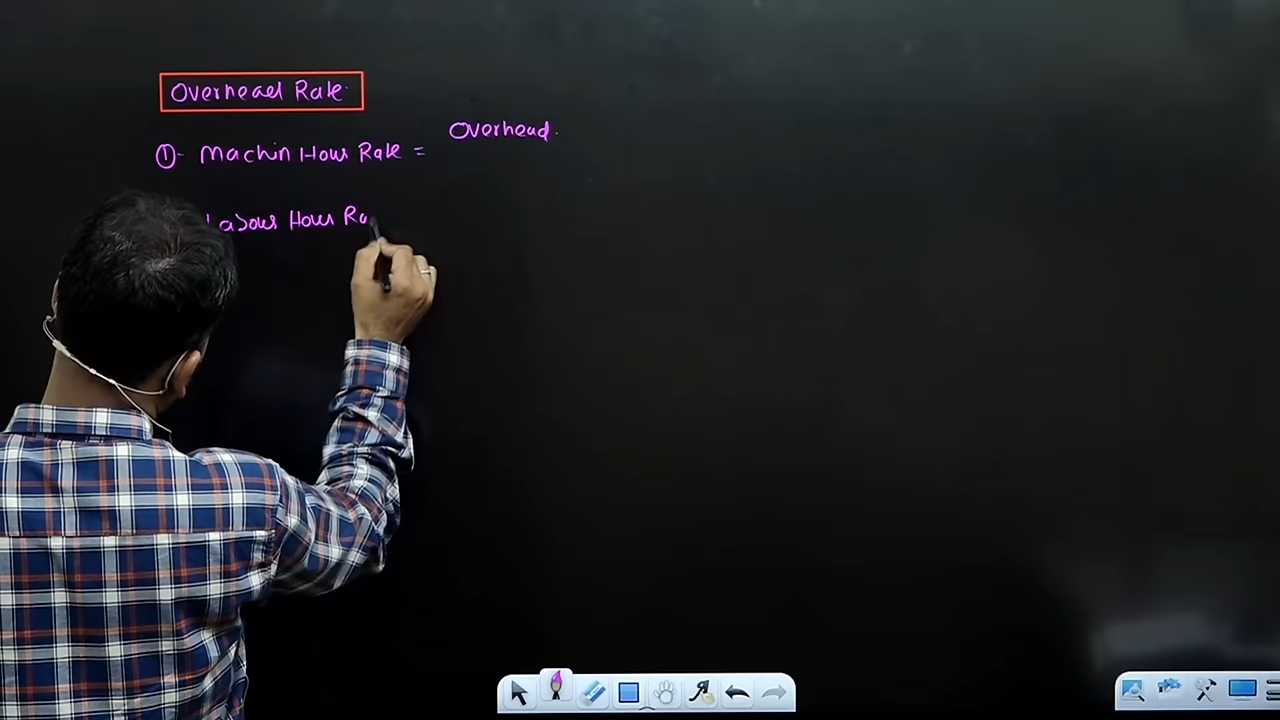 Overhead Rate
Overhead.
①- Machin Hour Rate =
Labour Hour Ra